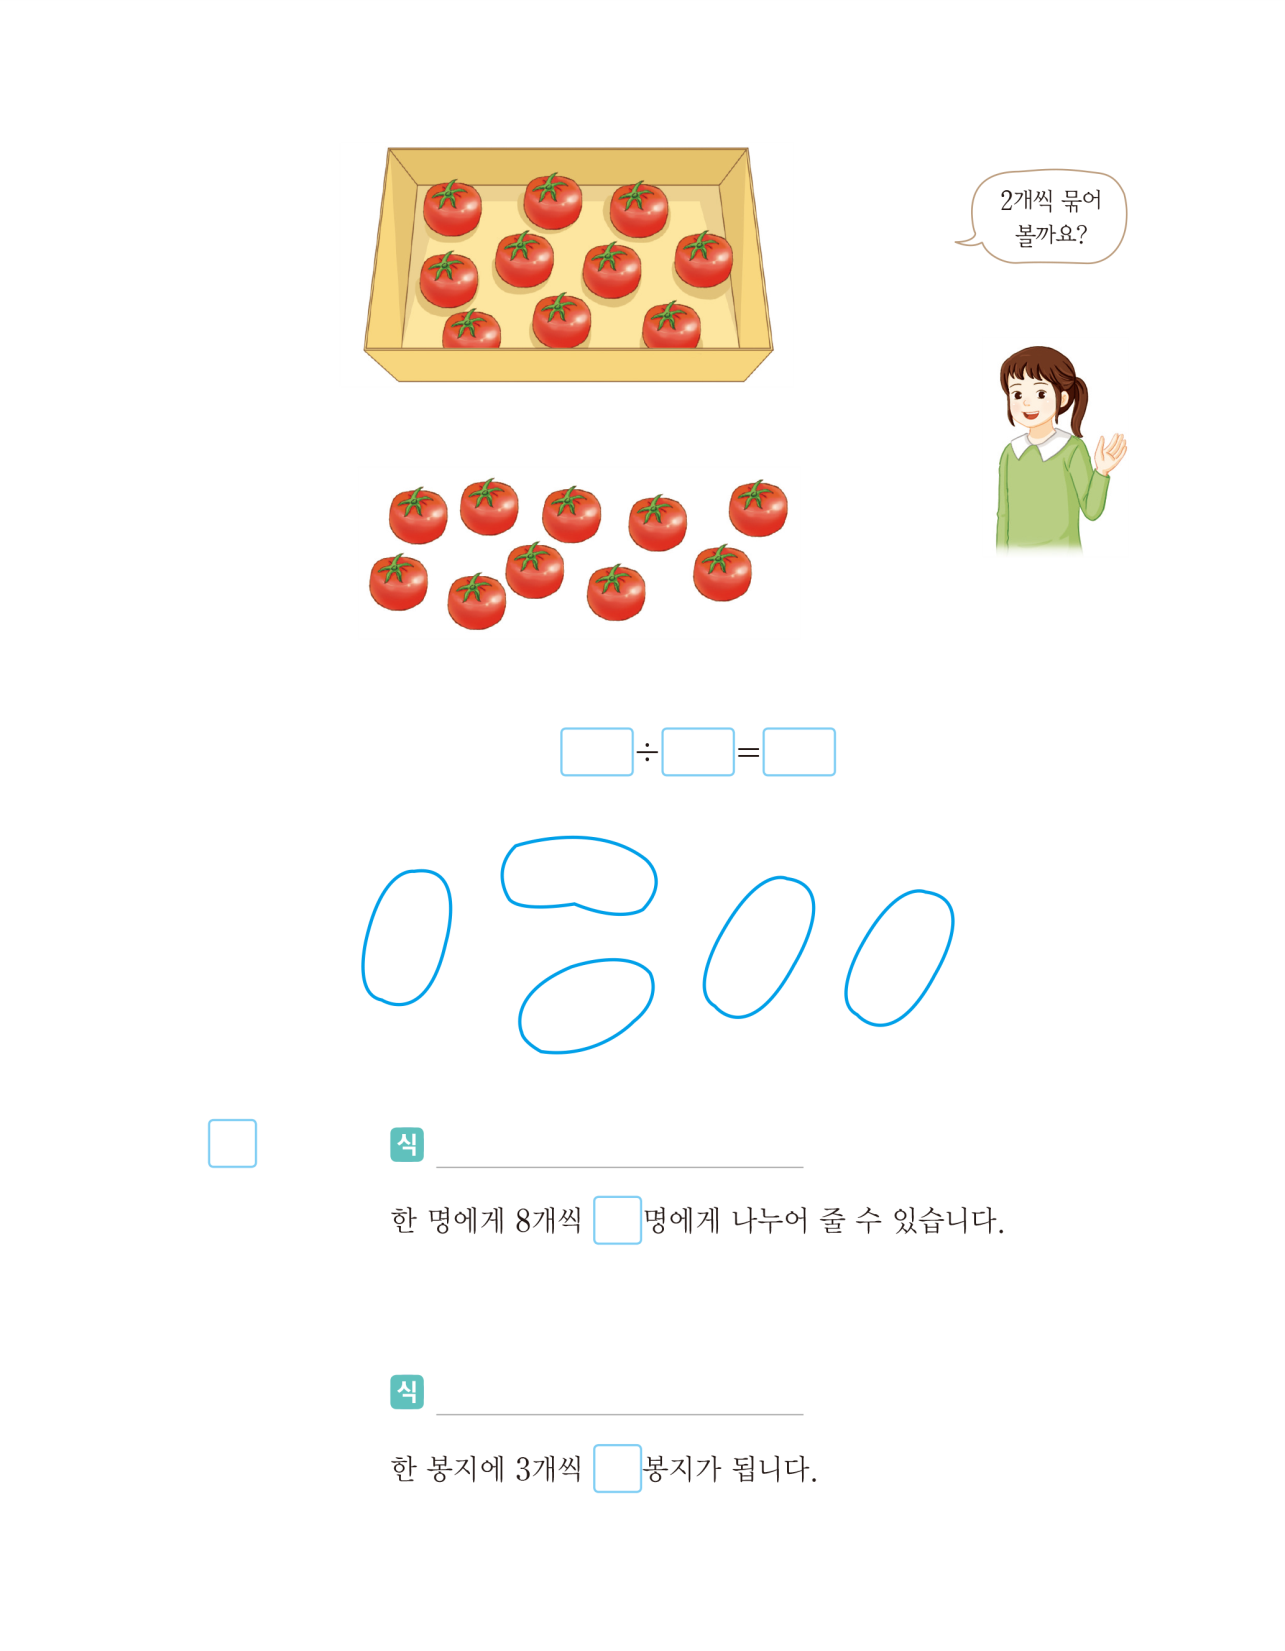 2개씩 묶어
볼까요?
÷ =
식
한 명에게 8개씩 명에게 나누어 줄 수 있습니다.
식
한 봉지에 3개씩 봉지가 됩니다.